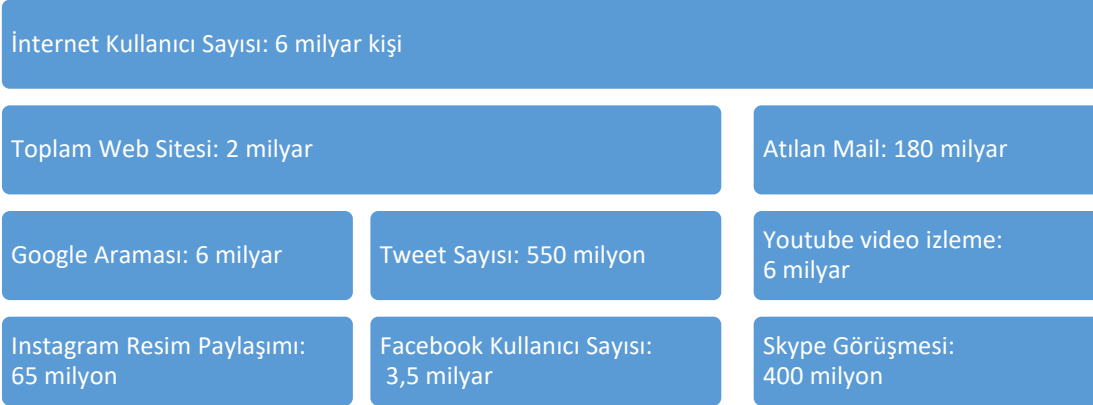 İnternet Kullanıcı Sayısı: 6 milyar kişi
Toplam Web Sitesi: 2 milyar
Atılan Mail: 180 milyar
Google Araması: 6 milyar
Tweet Sayısı: 550 milyon
Youtube video izleme:
6 milyar
Instagram Resim Paylaşımı:
65 milyon
Facebook Kullanıcı Sayısı:
3,5 milyar
Skype Görüşmesi:
400 milyon